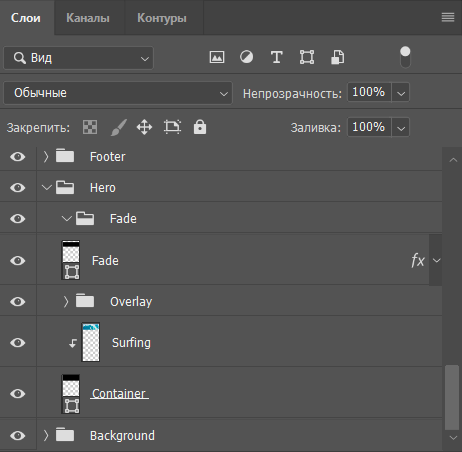 Слои Каналы Контуры
Вид T
Обычные Непрозрачность: 100%
Закрепить: Заливка: 100%
Footer
Hero
Fade
Fade fx
Overlay
Surfing
Container
Background